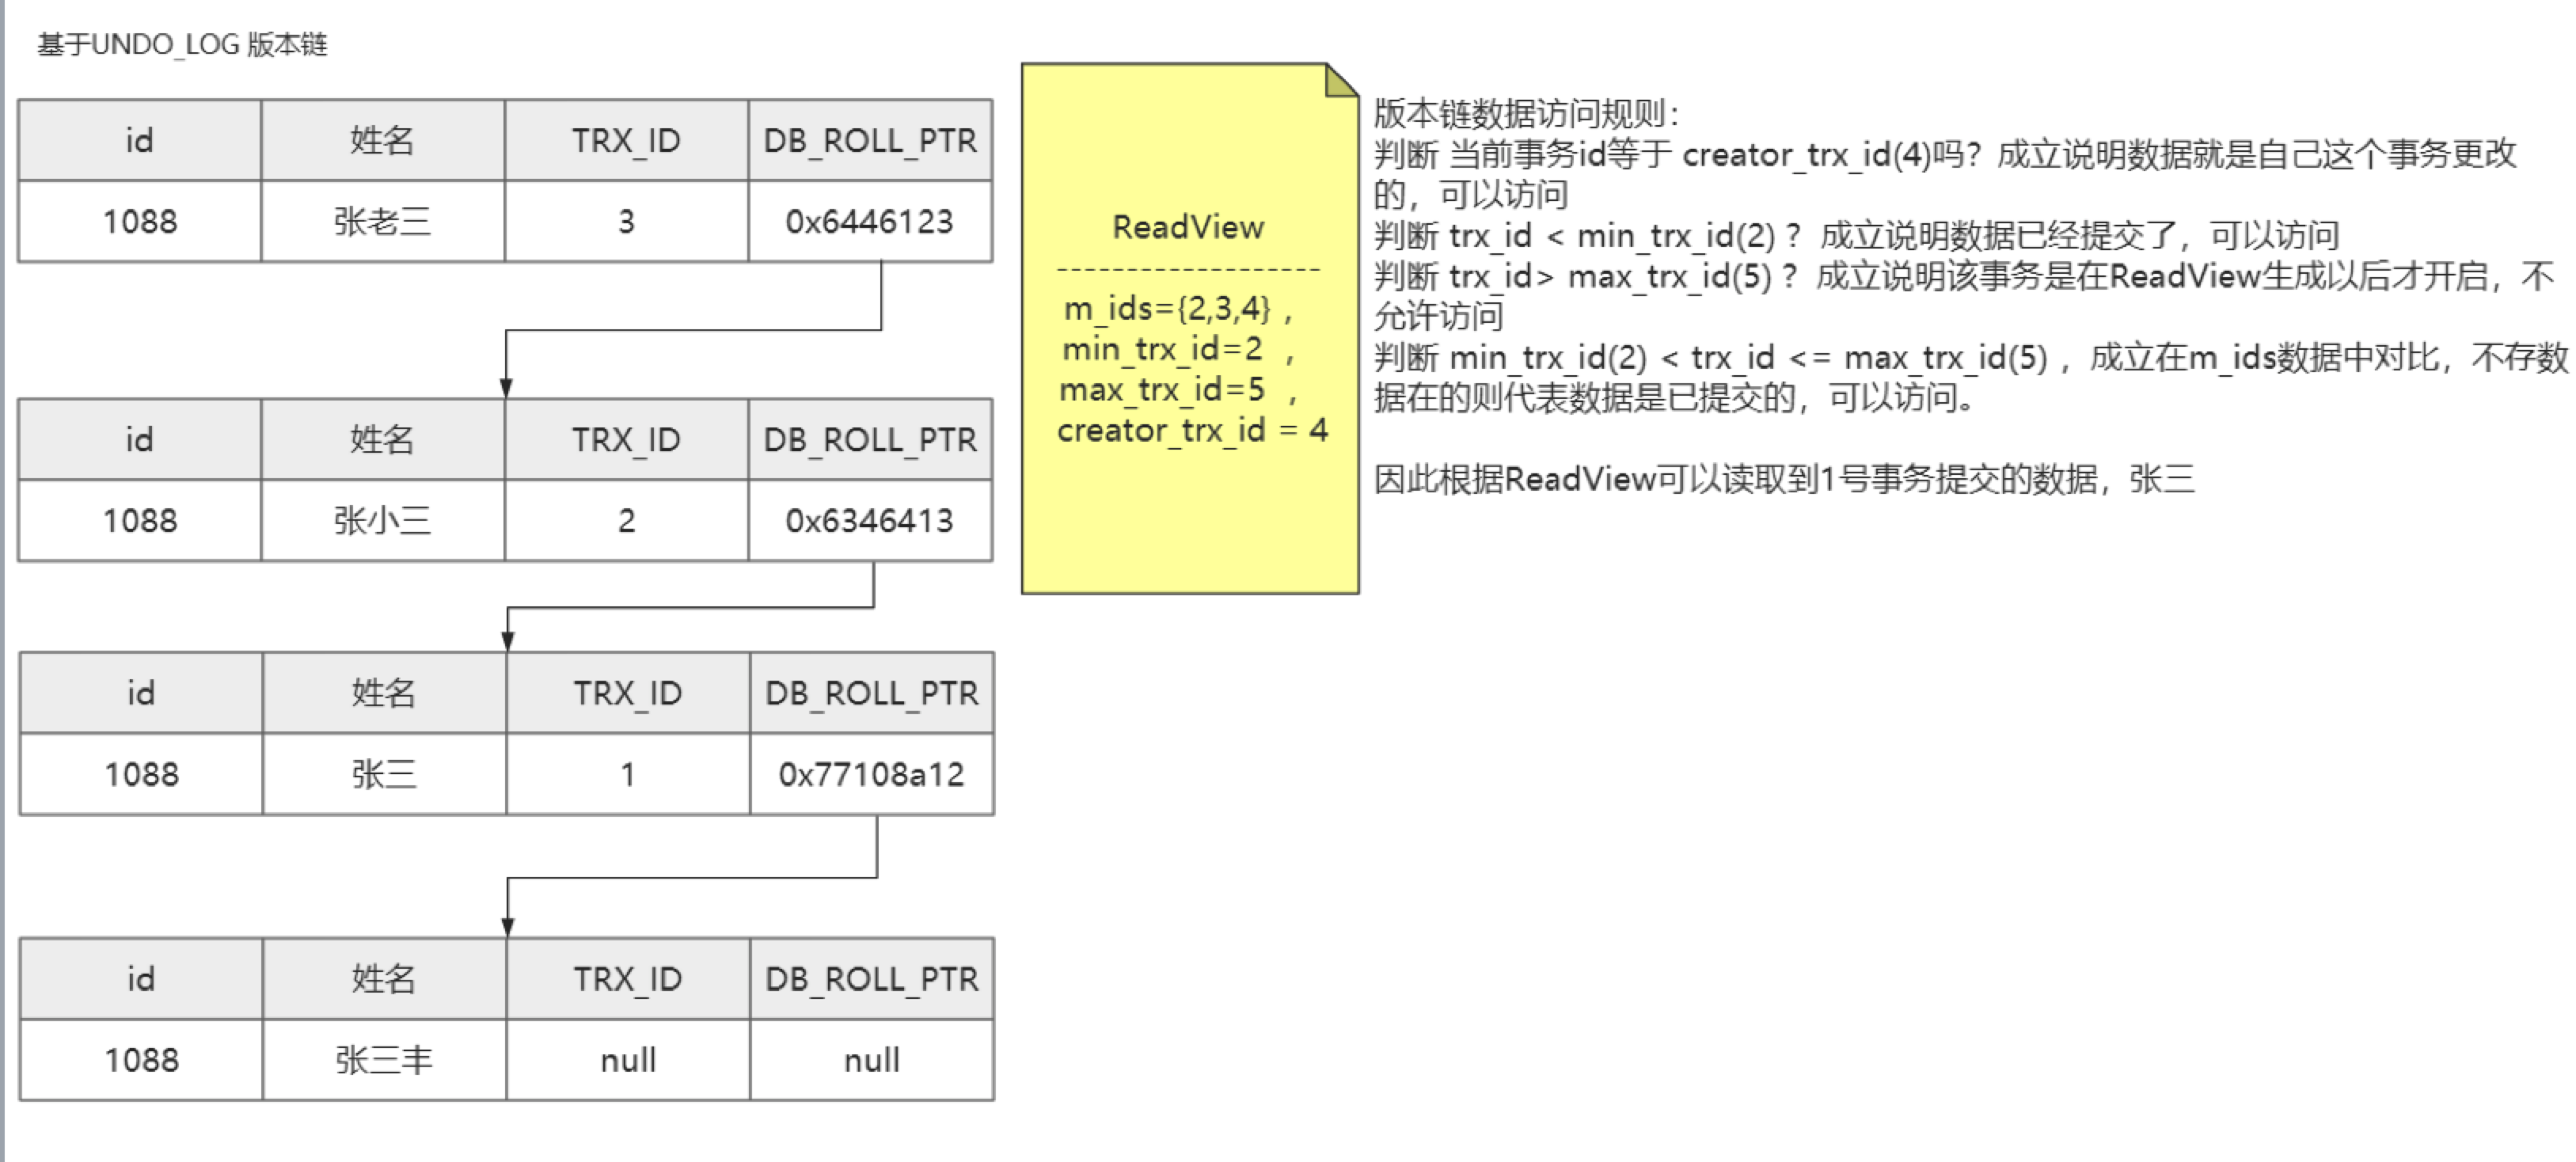 基于UNDO_LOG 版本链
id 姓名 TRX_ID DB_ROLL_PTR
1088 张老三 3 0x6446123
id 姓名 TRX_ID DB_ROLL_PTR
1088 张小三 2 0x6346413
id 姓名 TRX_ID DB_ROLL_PTR
1088 张三 1 0x77108a12
id 姓名 TRX_ID DB_ROLL_PTR
1088 张三丰 null null
ReadView
-------------------
m_ids={2,3,4} ,
min_trx_id=2 ,
max_trx_id=5 ,
creator_trx_id = 4
版本链数据访问规则：
判断 当前事务id等于 creator_trx_id(4)吗？成立说明数据就是自己这个事务更改
的，可以访问
判断 trx_id < min_trx_id(2) ？ 成立说明数据已经提交了，可以访问
判断 trx_id> max_trx_id(5) ？ 成立说明该事务是在ReadView生成以后才开启，不
允许访问
判断 min_trx_id(2) < trx_id <= max_trx_id(5) ，成立在m_ids数据中对比，不存数
据在的则代表数据是已提交的，可以访问。
因此根据ReadView可以读取到1号事务提交的数据，张三